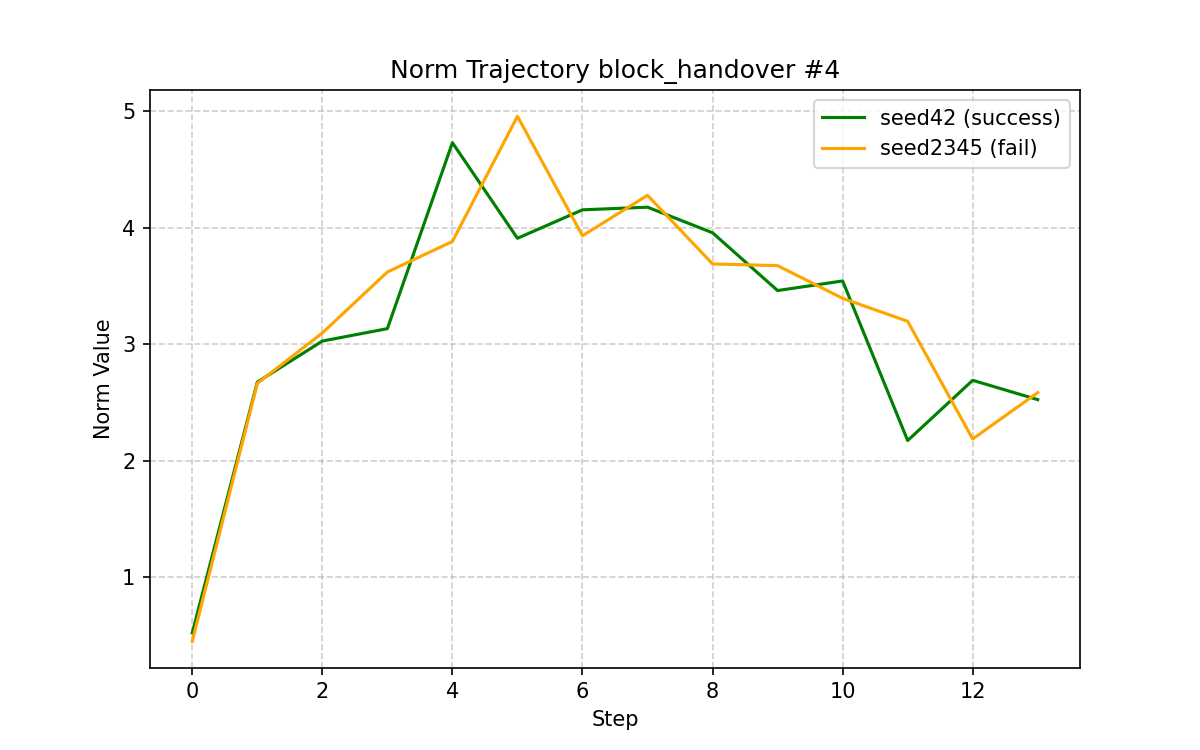 Norm Trajectory block_handover #4
seed42 (success)
seed2345 (fail)
Norm Value
5
4
3
2
1
0 2 4 6 8 10 12
Step